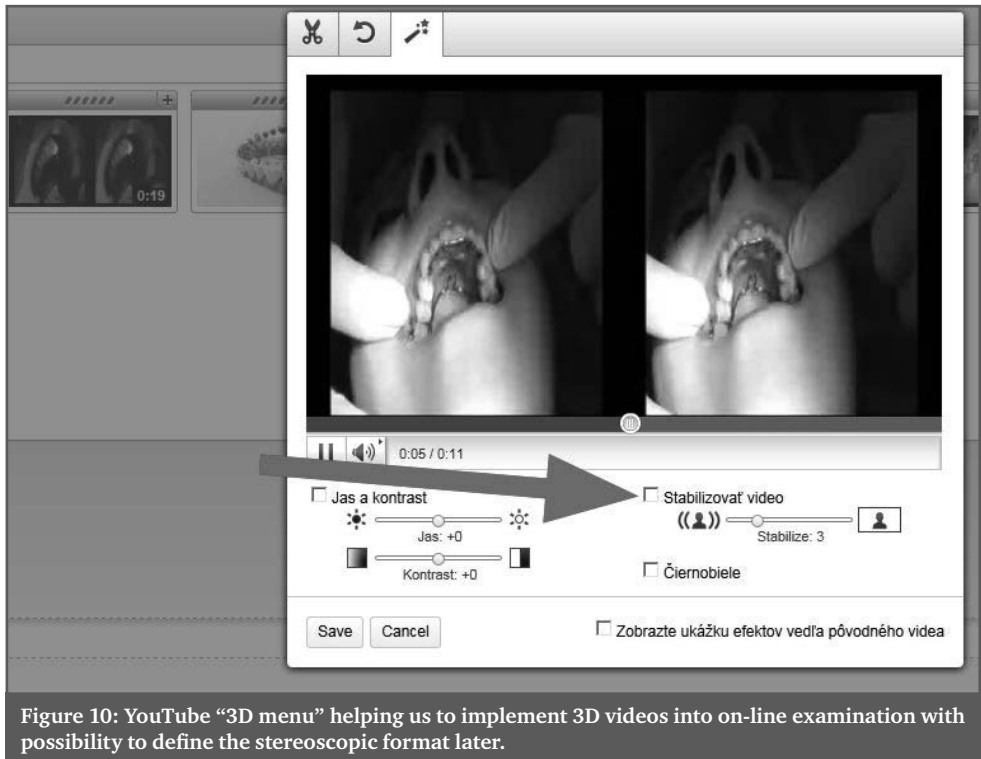 0:19
0:05 / 0:11
Jas a kontrast
Jas: +0
Kontrast: +0
Stabilizovať video
Stabilize: 3
Čiernobiele
Save
Cancel
Zobrazte ukážku efektov vedľa pôvodného videa
Figure 10: YouTube “3D menu” helping us to implement 3D videos into on-line examination with
possibility to define the stereoscopic format later.